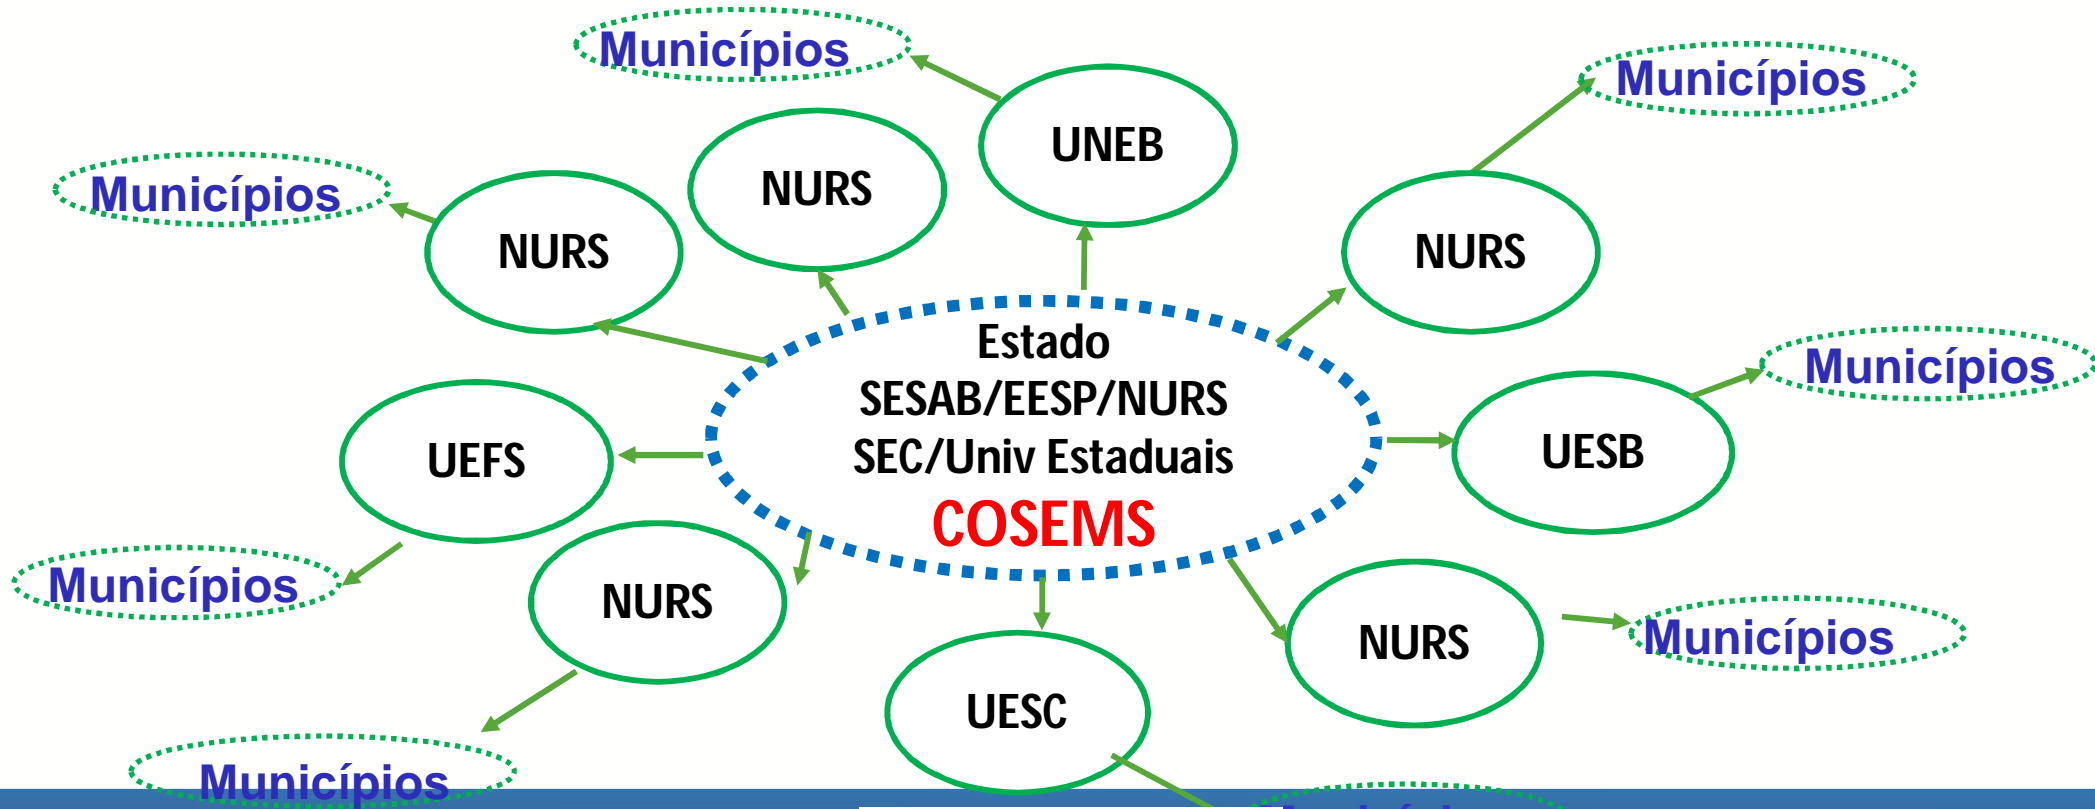 Municípios
Municípios
UNEB
NURS
Municípios
NURS
NURS
Estado
SESAB/EESP/NURS
SEC/Univ Estaduais
COSEMS
Municípios
UEFS
UESB
Municípios
NURS
NURS
Municípios
UESC
Municípios